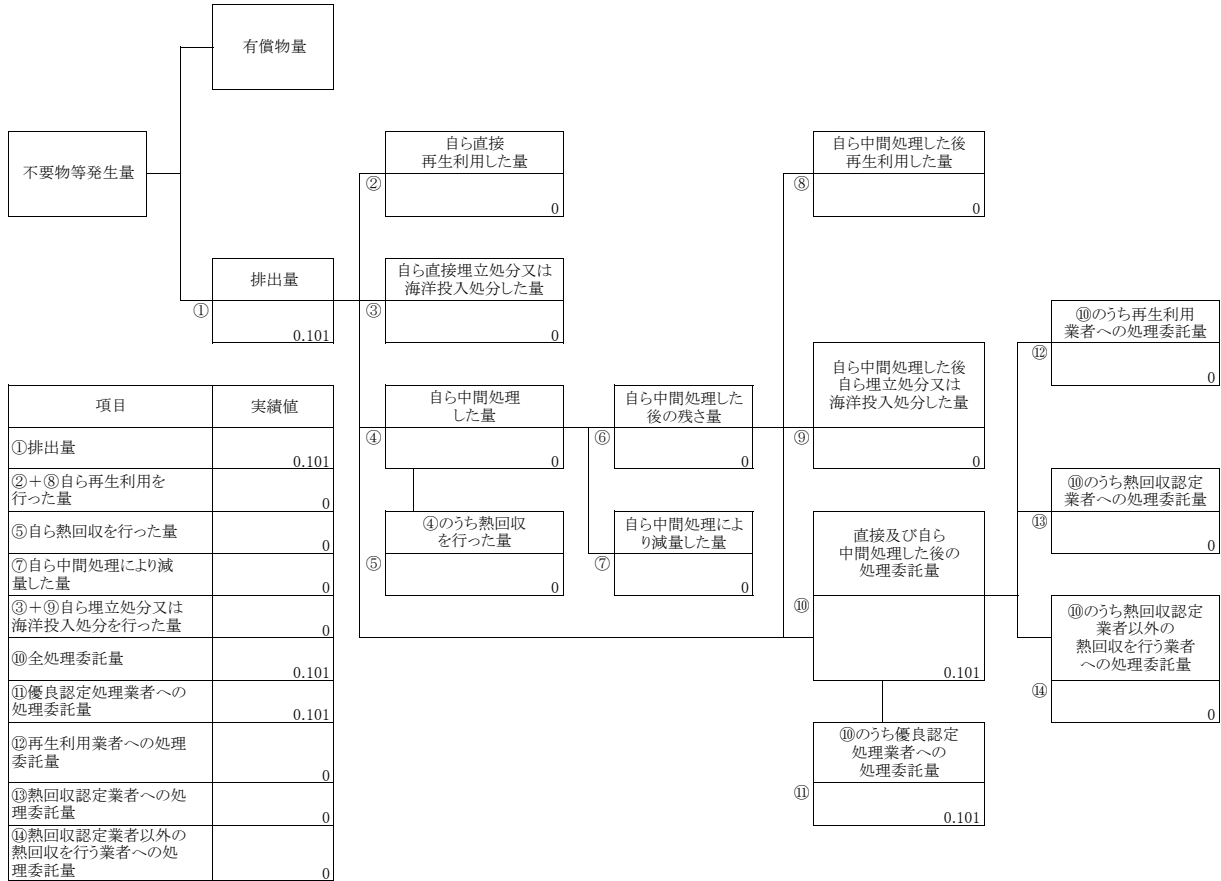 有償物量
不要物等発生量
自ら直接
再生利用した量
②
0
自ら中間処理した後
再生利用した量
⑧
0
排出量
①
0.101
自ら直接埋立処分又は
海洋投入処分した量
③
0
⑩のうち再生利用
業者への処理委託量
⑫
0
自ら中間処理
した量
④
0
自ら中間処理した
後の残さ量
⑥
0
自ら中間処理した後
自ら埋立処分又は
海洋投入処分した量
⑨
0
⑩のうち熱回収認定
業者への処理委託量
⑬
0
④のうち熱回収
を行った量
⑤
0
自ら中間処理によ
り減量した量
⑦
0
直接及び自ら
中間処理した後の
処理委託量
⑩
0.101
⑩のうち熱回収認定
業者以外の
熱回収を行う業者
への処理委託量
⑭
0
⑩のうち優良認定
処理業者への
処理委託量
⑪
0.101
項目 実績値
①排出量
0.101
②＋⑧自ら再生利用を
行った量
0
⑤自ら熱回収を行った量
0
⑦自ら中間処理により減
量した量
0
③＋⑨自ら埋立処分又は
海洋投入処分を行った量
0
⑩全処理委託量
0.101
⑪優良認定処理業者への
処理委託量
0.101
⑫再生利用業者への処理
委託量
0
⑬熱回収認定業者への処
理委託量
0
⑭熱回収認定業者以外の
熱回収を行う業者への処
理委託量
0